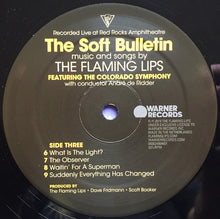 Recorded Live at Red Rocks Amphitheatre
The Soft Bulletin
music and songs by
THE FLAMING LIPS
FEATURING THE COLORADO SYMPHONY
with conductor André de Ridder
WARNER
RECORDS
SIDE THREE
6 What Is The Light?
7 The Observer
8 Waitin' For A Superman
9 Suddenly Everything Has Changed
PRODUCED BY
The Flaming Lips • Dave Fridmann • Scott Booker